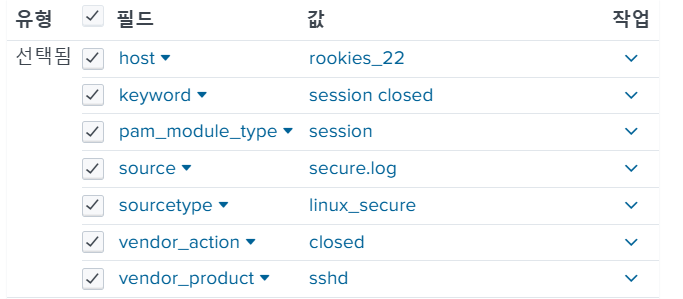 유형 필드 값 작업
선택됨 host rookies_22
keyword session closed
pam_module_type session
source secure.log
sourcetype linux_secure
vendor_action closed
vendor_product sshd